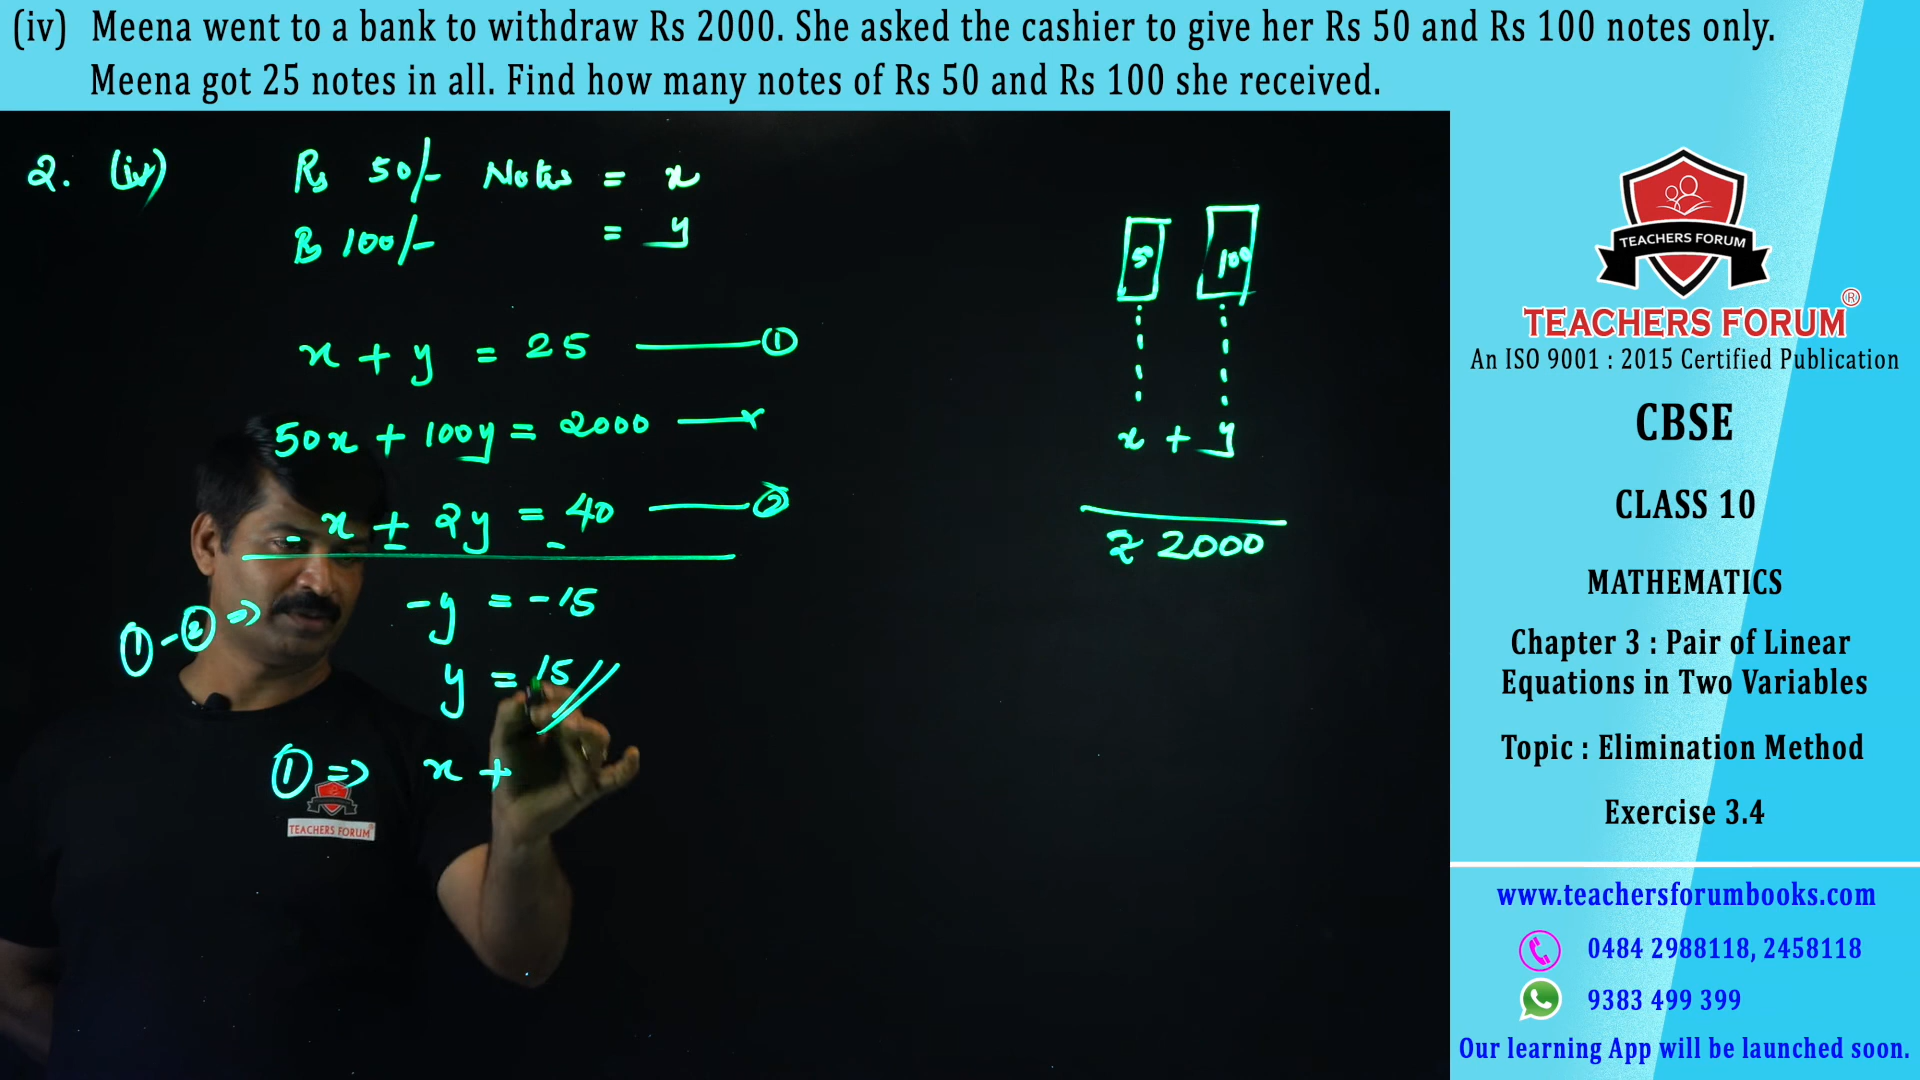 (iv) Meena went to a bank to withdraw Rs 2000. She asked the cashier to give her Rs 50 and Rs 100 notes only.
Meena got 25 notes in all. Find how many notes of Rs 50 and Rs 100 she received.
2. (iv) Rs 50/- Notes = x
Rs 100/- = y
x + y = 25 —— ①
50x + 100y = 2000 ——
- x ± 2y = 40 —— ②
-
① - ② ⇒ -y = -15
y = 15 //
① ⇒ x +
TEACHERS FORUM
50 100
x + y
₹ 2000
TEACHERS FORUM
TEACHERS FORUM ®
An ISO 9001 : 2015 Certified Publication
CBSE
CLASS 10
MATHEMATICS
Chapter 3 : Pair of Linear
Equations in Two Variables
Topic : Elimination Method
Exercise 3.4
www.teachersforumbooks.com
0484 2988118, 2458118
9383 499 399
Our learning App will be launched soon.